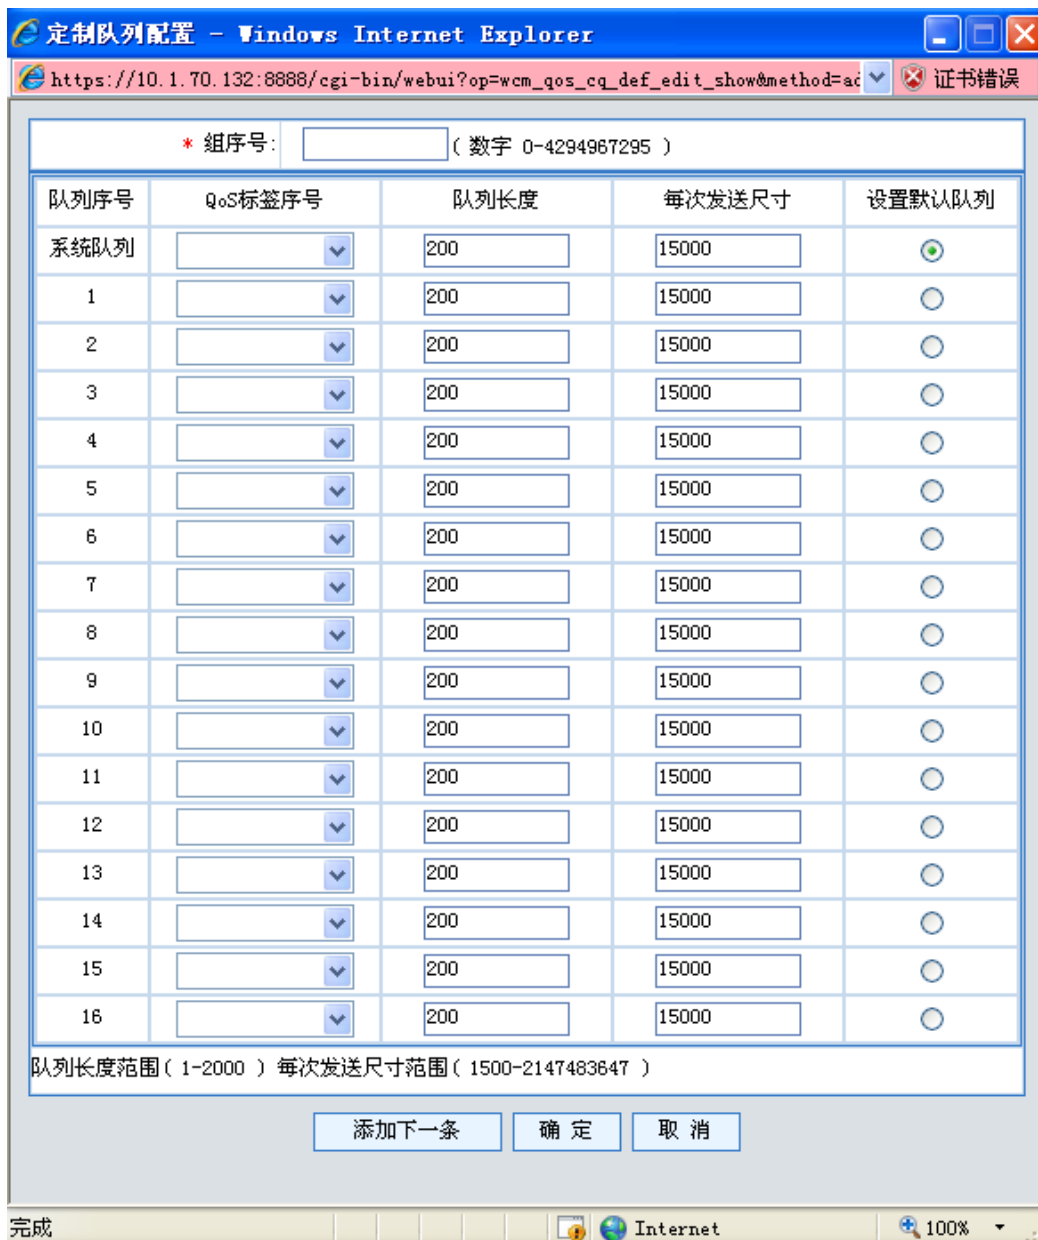 定制队列配置 - Windows Internet Explorer
https://10.1.70.132:8888/cgi-bin/webui?op=wcm_qos_cq_def_edit_show&method=ad 证书错误
* 组序号: ( 数字 0-4294967295 )
队列序号 QoS标签序号 队列长度 每次发送尺寸 设置默认队列
系统队列 200 15000
1 200 15000
2 200 15000
3 200 15000
4 200 15000
5 200 15000
6 200 15000
7 200 15000
8 200 15000
9 200 15000
10 200 15000
11 200 15000
12 200 15000
13 200 15000
14 200 15000
15 200 15000
16 200 15000
队列长度范围( 1-2000 ) 每次发送尺寸范围( 1500-2147483647 )
添加下一条 确 定 取 消
完成 Internet 100%